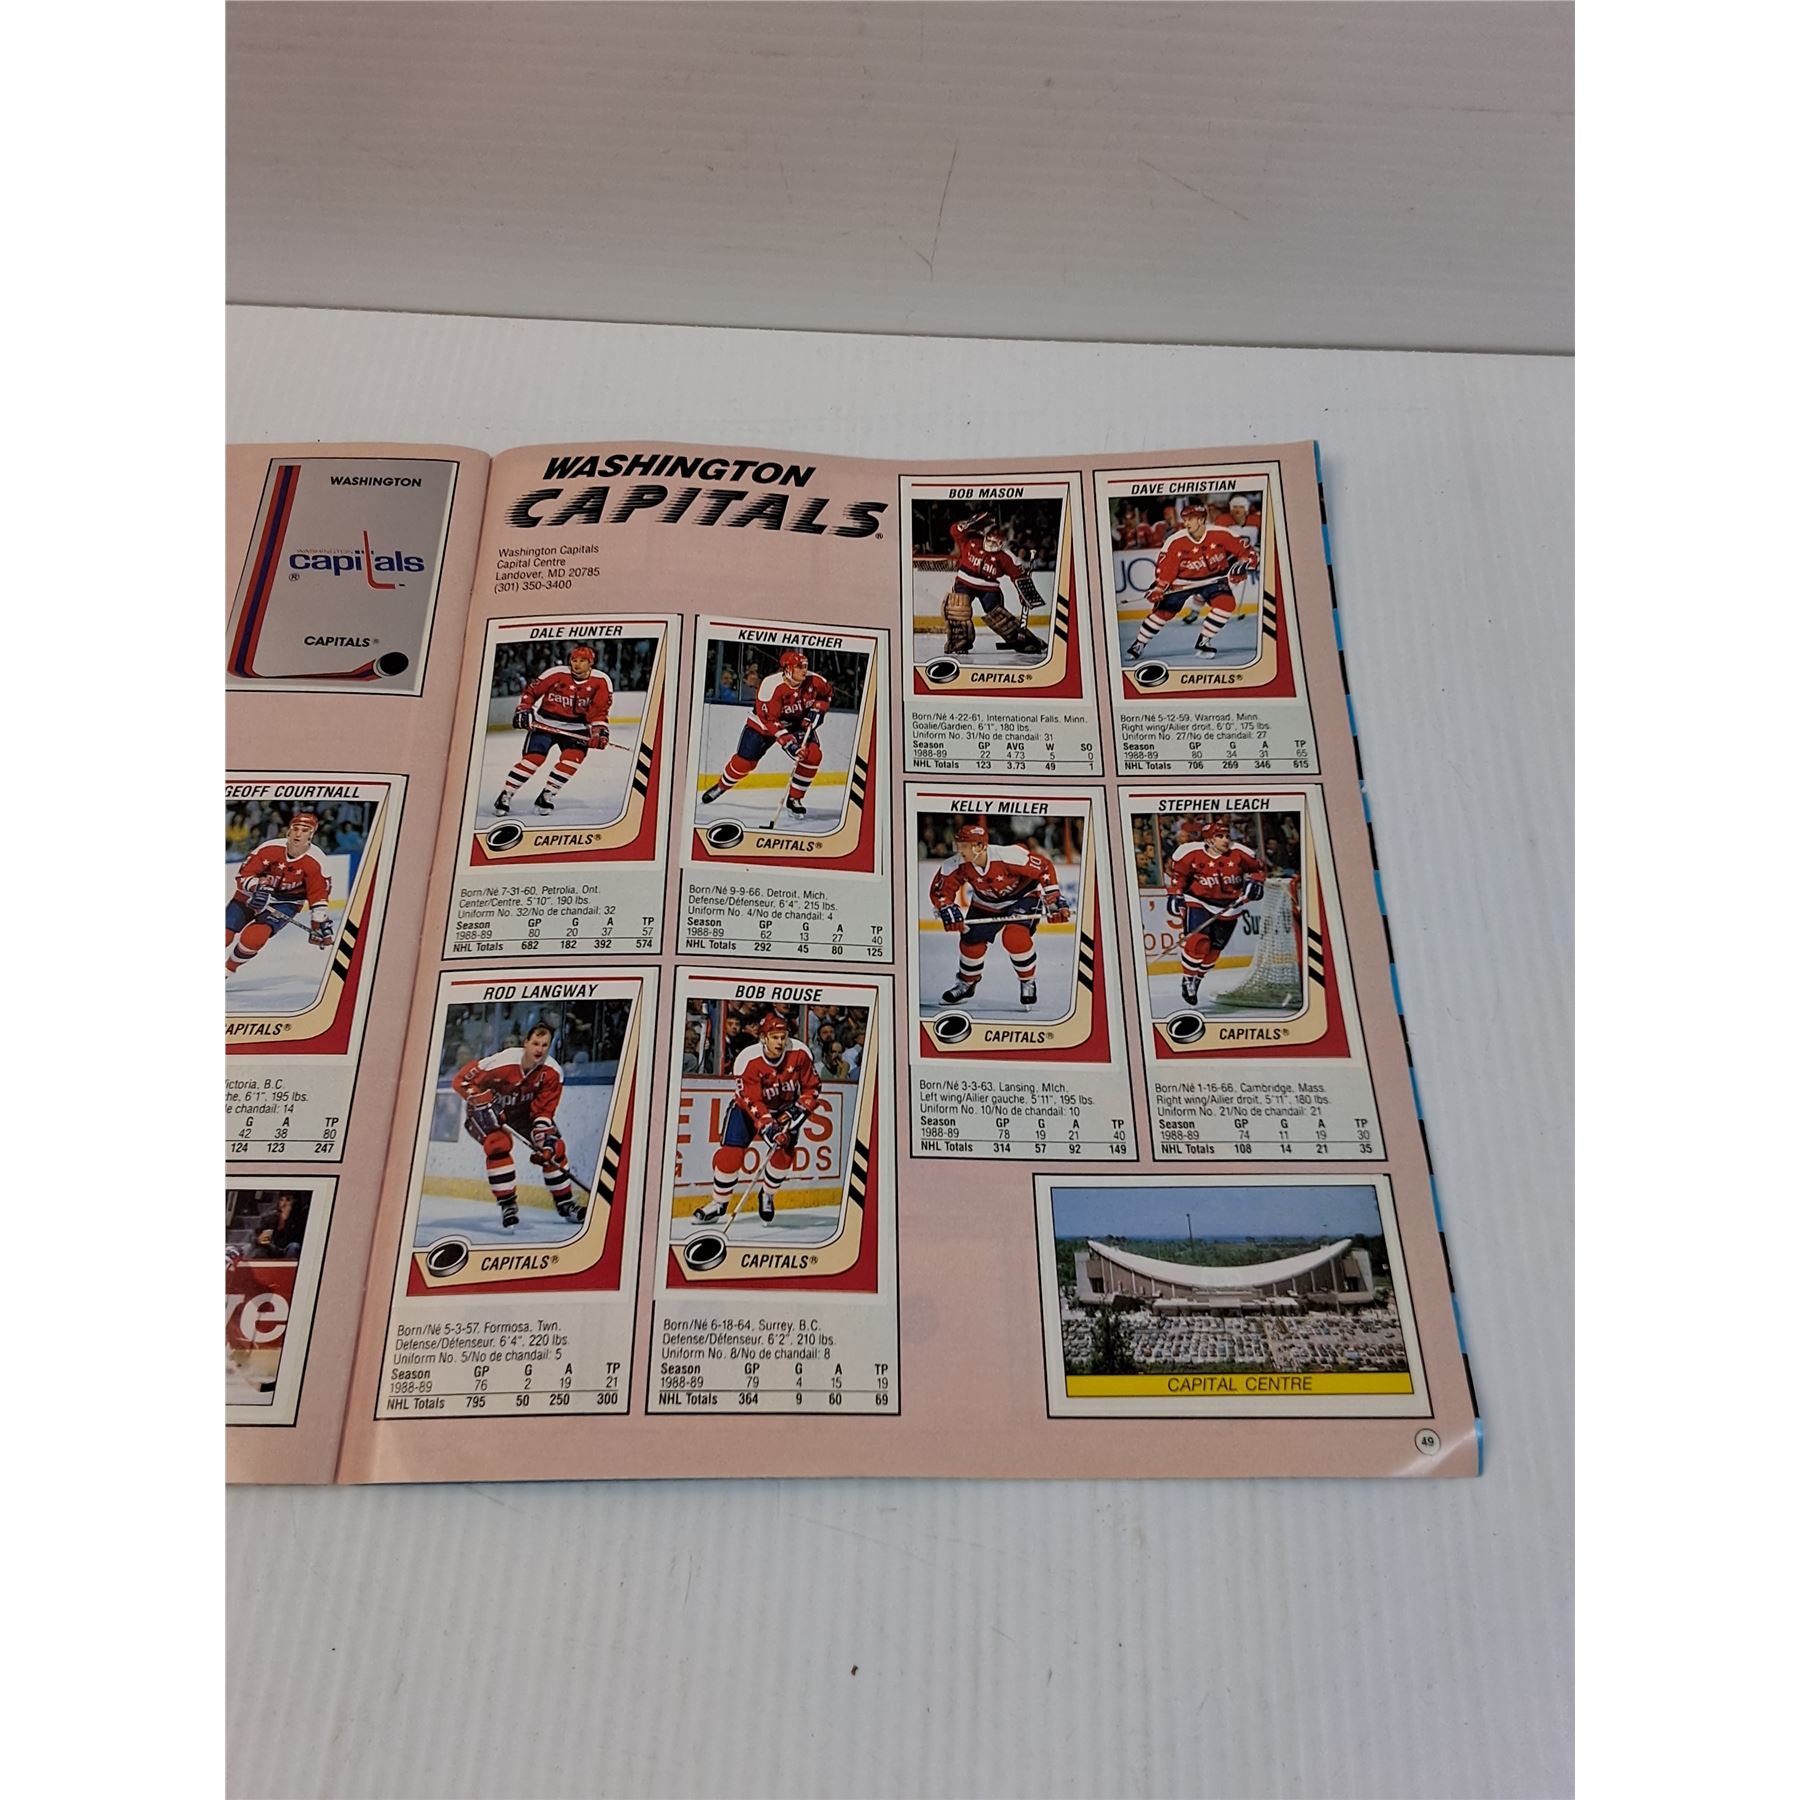 WASHINGTON
WASHINGTON
capitals
®
CAPITALS®
GEOFF COURTNALL
APITALS®
ictoria, B.C.
he, 6'1", 195 lbs.
e chandail: 14
G A TP
42 38 80
124 123 247
ve
WASHINGTON
CAPITALS®
Washington Capitals
Capital Centre
Landover, MD 20785
(301) 350-3400
DALE HUNTER
capitals
CAPITALS®
Born/Né 7-31-60, Petrolia, Ont.
Center/Centre, 5'10", 190 lbs.
Uniform No. 32/No de chandail: 32
Season GP G A TP
1988-89 80 20 37 57
NHL Totals 682 182 392 574
KEVIN HATCHER
4
CAPITALS®
Born/Né 9-9-66, Detroit, Mich.
Defense/Défenseur, 6'4", 215 lbs.
Uniform No. 4/No de chandail: 4
Season GP G A TP
1988-89 62 13 27 40
NHL Totals 292 45 80 125
ROD LANGWAY
CAPITALS®
Born/Né 5-3-57, Formosa, Twn.
Defense/Défenseur, 6'4", 220 lbs.
Uniform No. 5/No de chandail: 5
Season GP G A TP
1988-89 76 2 19 21
NHL Totals 795 50 250 300
BOB ROUSE
8
CAPITALS®
Born/Né 6-18-64, Surrey, B.C.
Defense/Défenseur, 6'2", 210 lbs.
Uniform No. 8/No de chandail: 8
Season GP G A TP
1988-89 79 4 15 19
NHL Totals 364 9 60 69
BOB MASON
CAPITALS®
Born/Né 4-22-61, International Falls, Minn.
Goalie/Gardien, 6'1", 180 lbs.
Uniform No. 31/No de chandail: 31
Season GP AVG W SO
1988-89 22 4.73 5 0
NHL Totals 123 3.73 49 1
DAVE CHRISTIAN
CAPITALS®
Born/Né 5-12-59, Warroad, Minn.
Right wing/Ailier droit, 6'0", 175 lbs.
Uniform No. 27/No de chandail: 27
Season GP G A TP
1988-89 80 34 31 65
NHL Totals 706 269 346 615
KELLY MILLER
10
CAPITALS®
Born/Né 3-3-63, Lansing, MIch.
Left wing/Ailier gauche, 5'11", 195 lbs.
Uniform No. 10/No de chandail: 10
Season GP G A TP
1988-89 78 19 21 40
NHL Totals 314 57 92 149
STEPHEN LEACH
CAPITALS®
Born/Né 1-16-66, Cambridge, Mass.
Right wing/Ailier droit, 5'11", 180 lbs.
Uniform No. 21/No de chandail: 21
Season GP G A TP
1988-89 74 11 19 30
NHL Totals 108 14 21 35
CAPITAL CENTRE
49